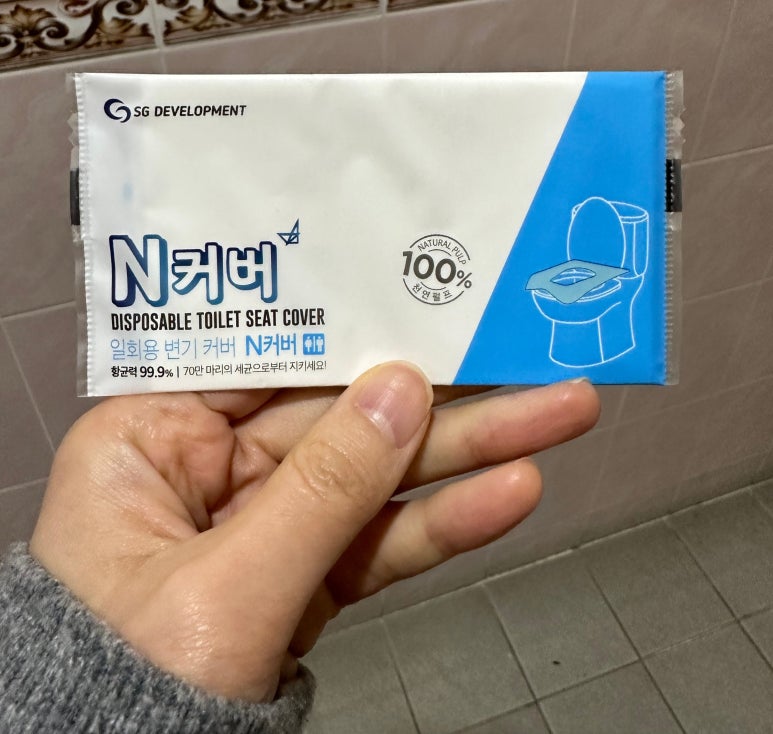 SG DEVELOPMENT
N커버
DISPOSABLE TOILET SEAT COVER
일회용 변기 커버 N커버
항균력 99.9% | 70만 마리의 세균으로부터 지키세요!
NATURAL PULP
100%
천연펄프